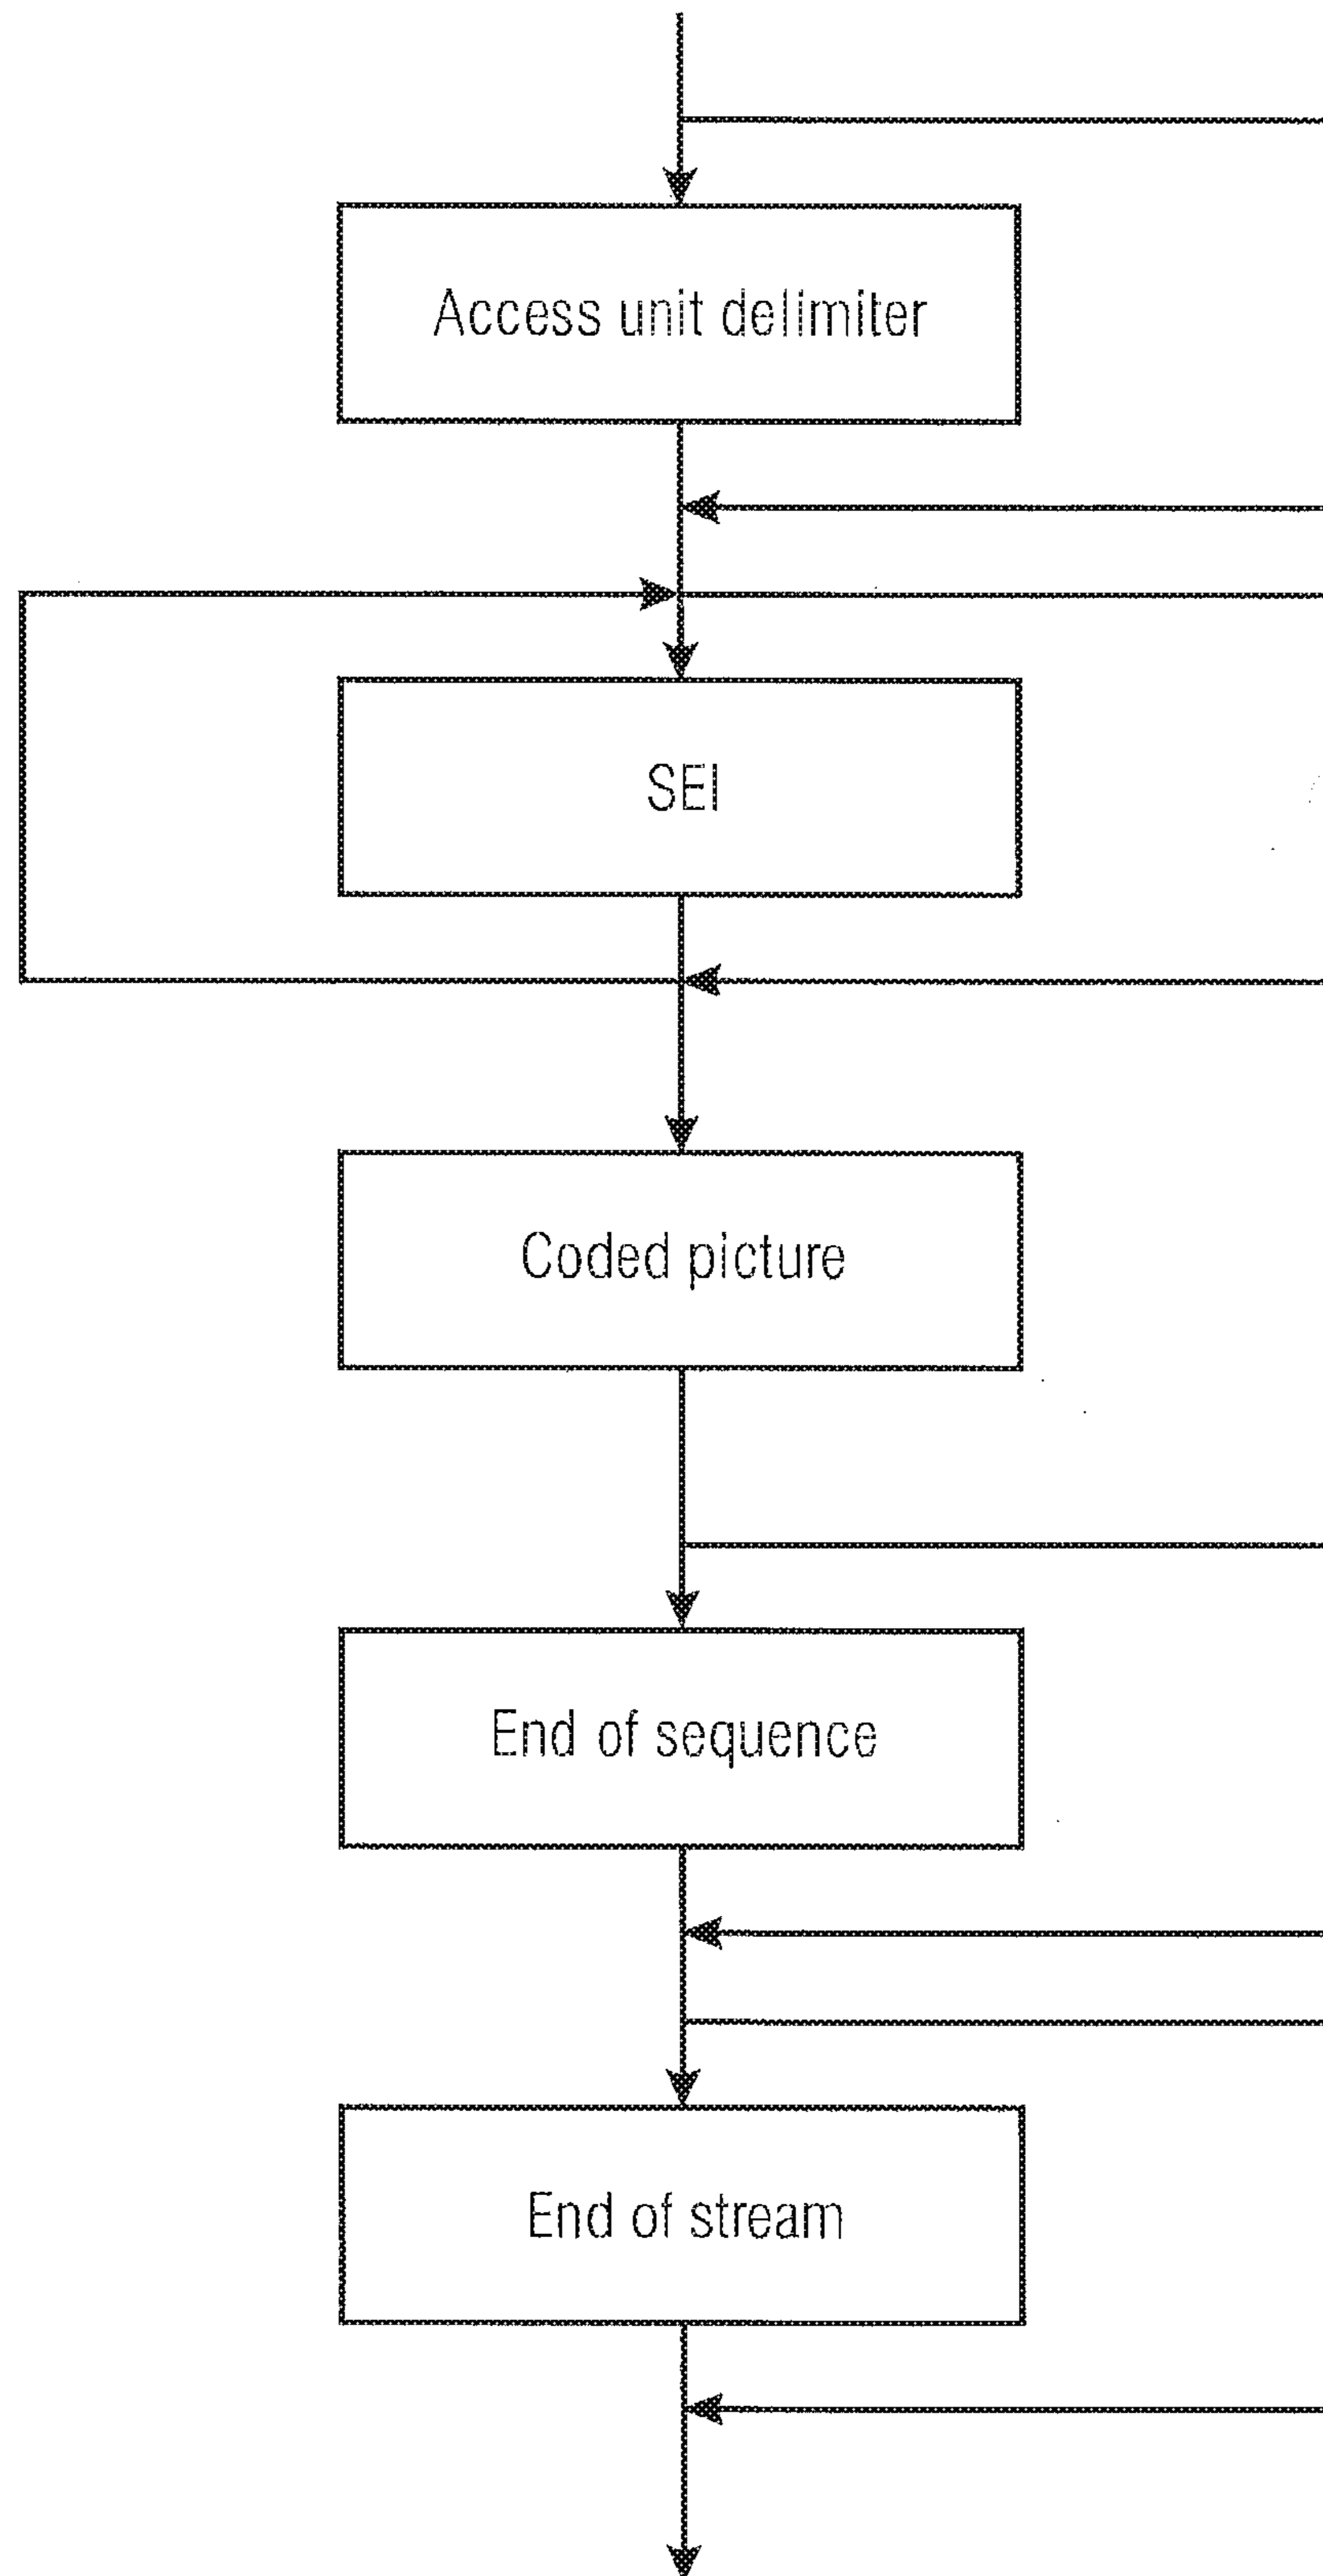 Access unit delimiter
SEI
Coded picture
End of sequence
End of stream